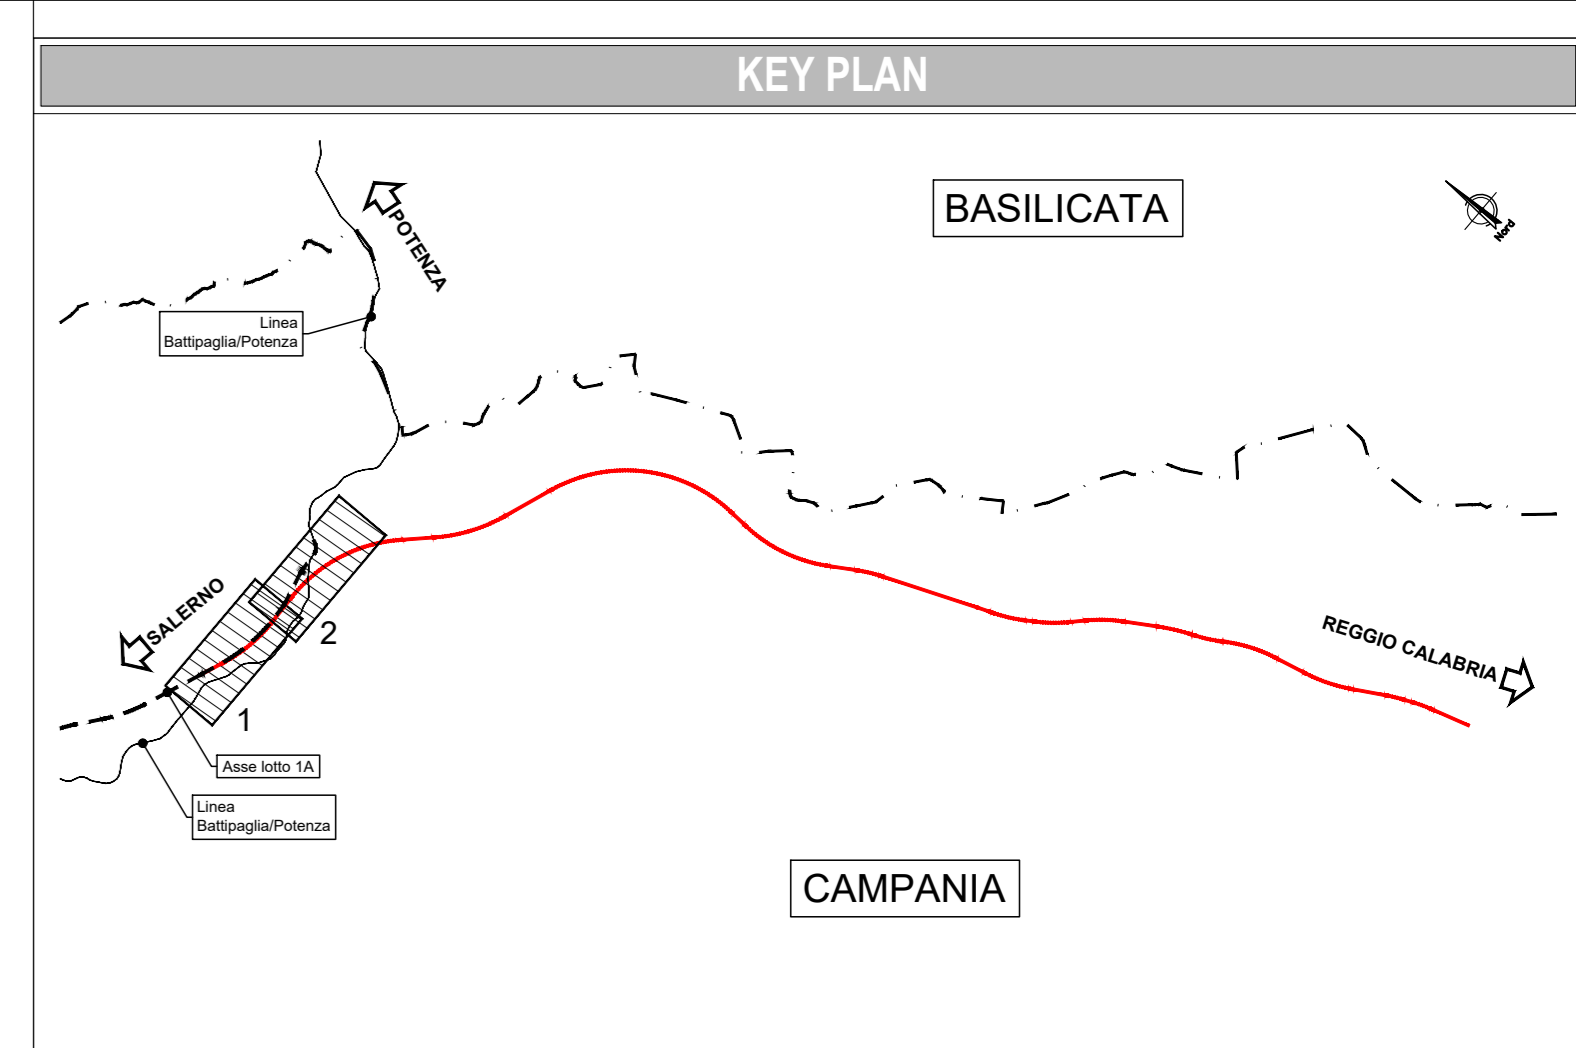 KEY PLAN
BASILICATA
Nord
POTENZA
Linea
Battipaglia/Potenza
SALERNO
2
REGGIO CALABRIA
1
Asse lotto 1A
Linea
Battipaglia/Potenza
CAMPANIA